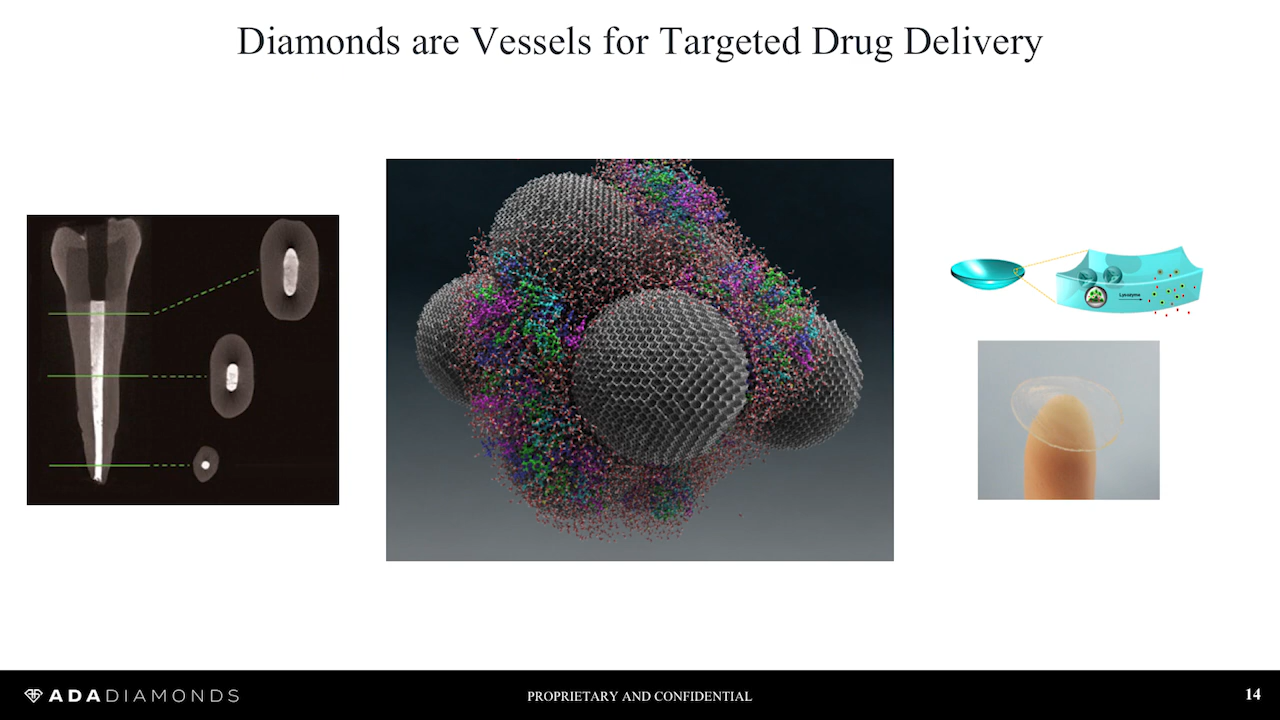 Diamonds are Vessels for Targeted Drug Delivery
Lysozyme
ADADIAMONDS
PROPRIETARY AND CONFIDENTIAL
14